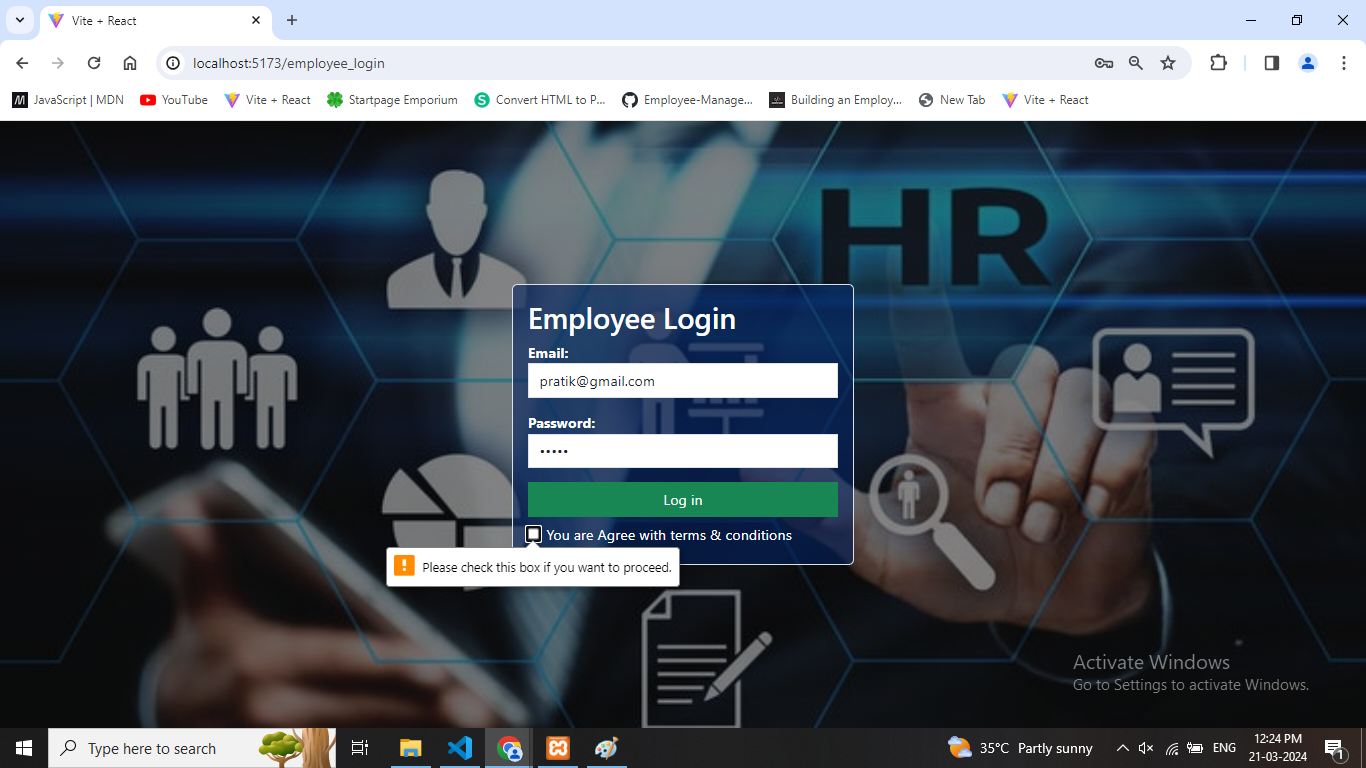 Vite + React
localhost:5173/employee_login
JavaScript | MDN
YouTube
Vite + React
Startpage Emporium
Convert HTML to P...
Employee-Manage...
Building an Employ...
New Tab
Vite + React
HR
Employee Login
Email:
pratik@gmail.com
Password:
•••••
Log in
You are Agree with terms & conditions
Please check this box if you want to proceed.
Activate Windows
Go to Settings to activate Windows.
Type here to search
35°C Partly sunny
ENG
12:24 PM
21-03-2024
1